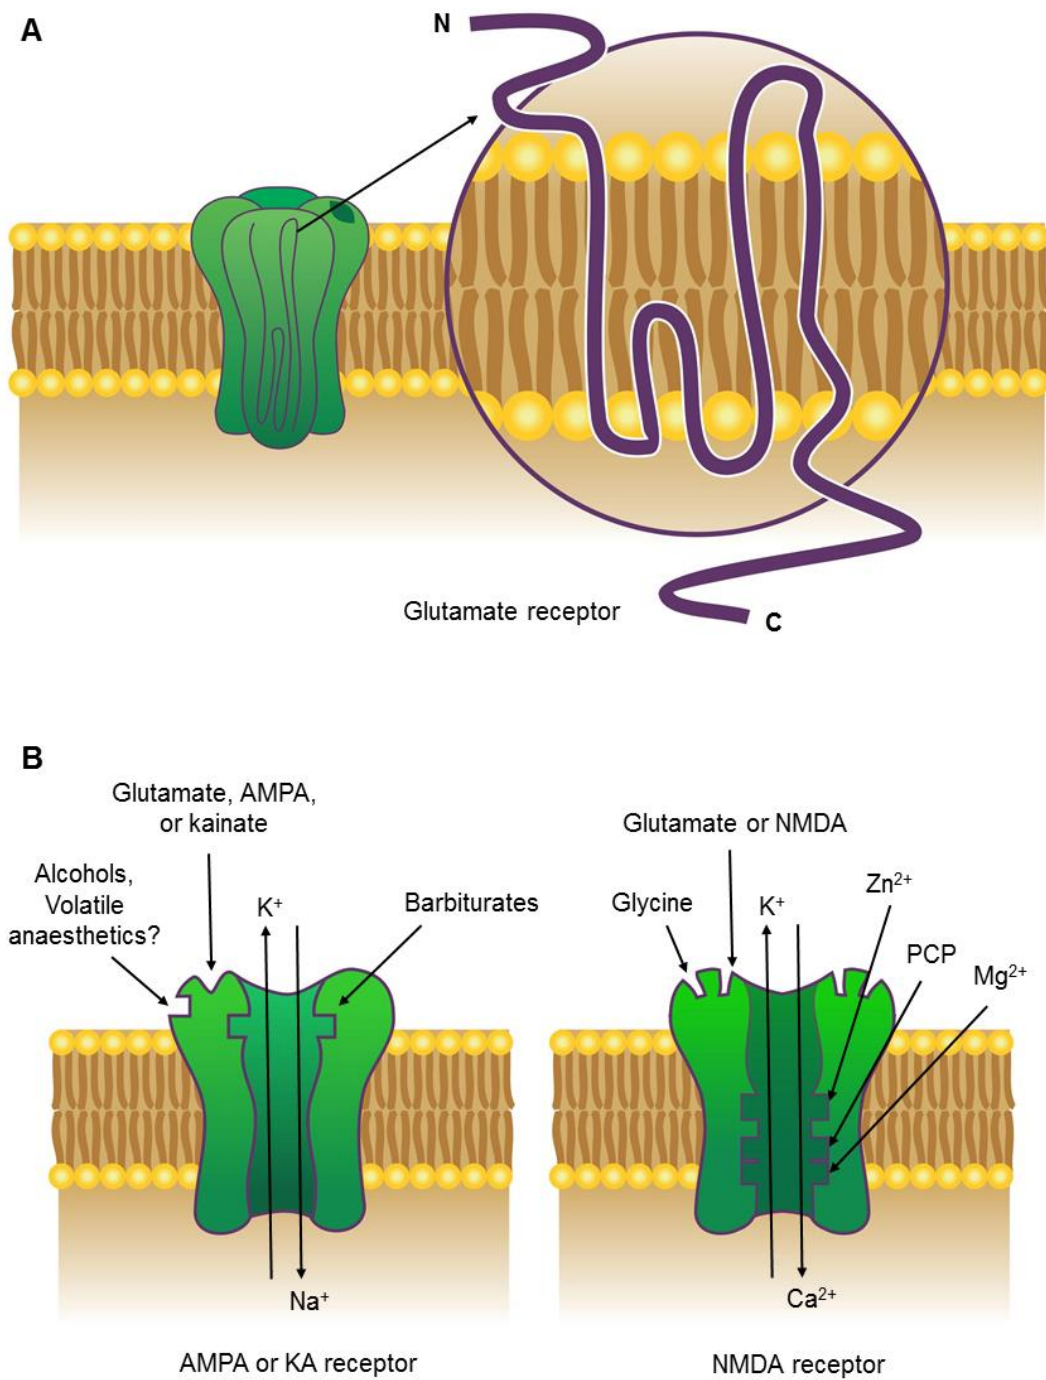 A
N
C
Glutamate receptor
B
Glutamate, AMPA,
or kainate
Alcohols,
Volatile
anaesthetics?
K⁺
Barbiturates
Na⁺
AMPA or KA receptor
Glutamate or NMDA
Glycine
K⁺
Zn²⁺
PCP
Mg²⁺
Ca²⁺
NMDA receptor